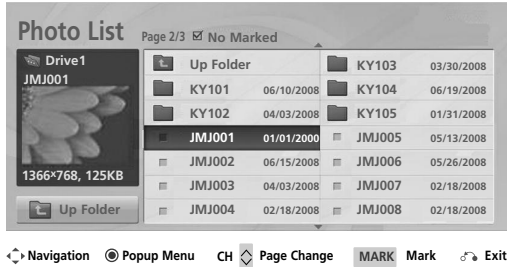 Photo List Page 2/3 No Marked
Drive1
JMJ001
1366×768, 125KB
Up Folder
Up Folder
KY101 06/10/2008
KY102 04/03/2008
JMJ001 01/01/2000
JMJ002 06/15/2008
JMJ003 04/03/2008
JMJ004 02/18/2008
KY103 03/30/2008
KY104 06/19/2008
KY105 01/31/2008
JMJ005 05/13/2008
JMJ006 05/26/2008
JMJ007 02/18/2008
JMJ008 02/18/2008
Navigation Popup Menu CH Page Change MARK Mark Exit